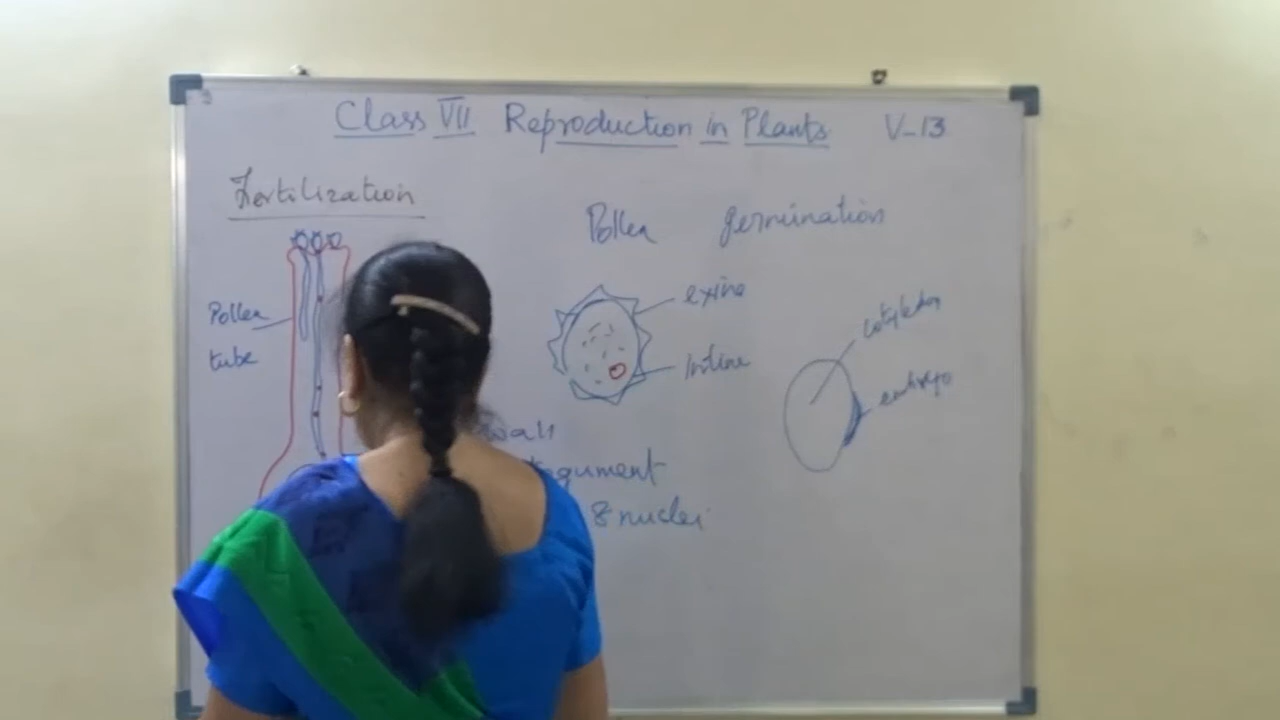 Class VII Reproduction in Plants V-13
Fertilization
Pollen germination
Pollen
tube
exine
Intine
cotyledon
embryo
wall
tegument
8 nuclei